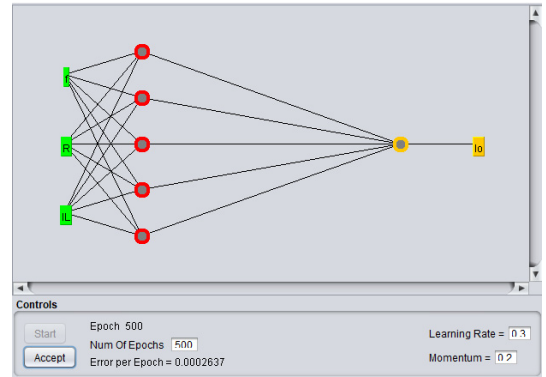 f
R
IL
Io
Controls
Start
Accept
Epoch 500
Num Of Epochs 500
Error per Epoch = 0.0002637
Learning Rate = 0.3
Momentum = 0.2